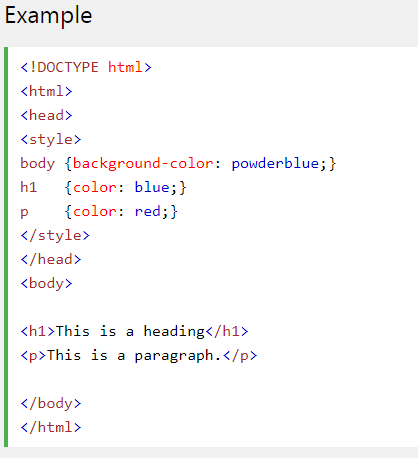 Example
<!DOCTYPE html>
<html>
<head>
<style>
body {background-color: powderblue;}
h1   {color: blue;}
p    {color: red;}
</style>
</head>
<body>

<h1>This is a heading</h1>
<p>This is a paragraph.</p>

</body>
</html>